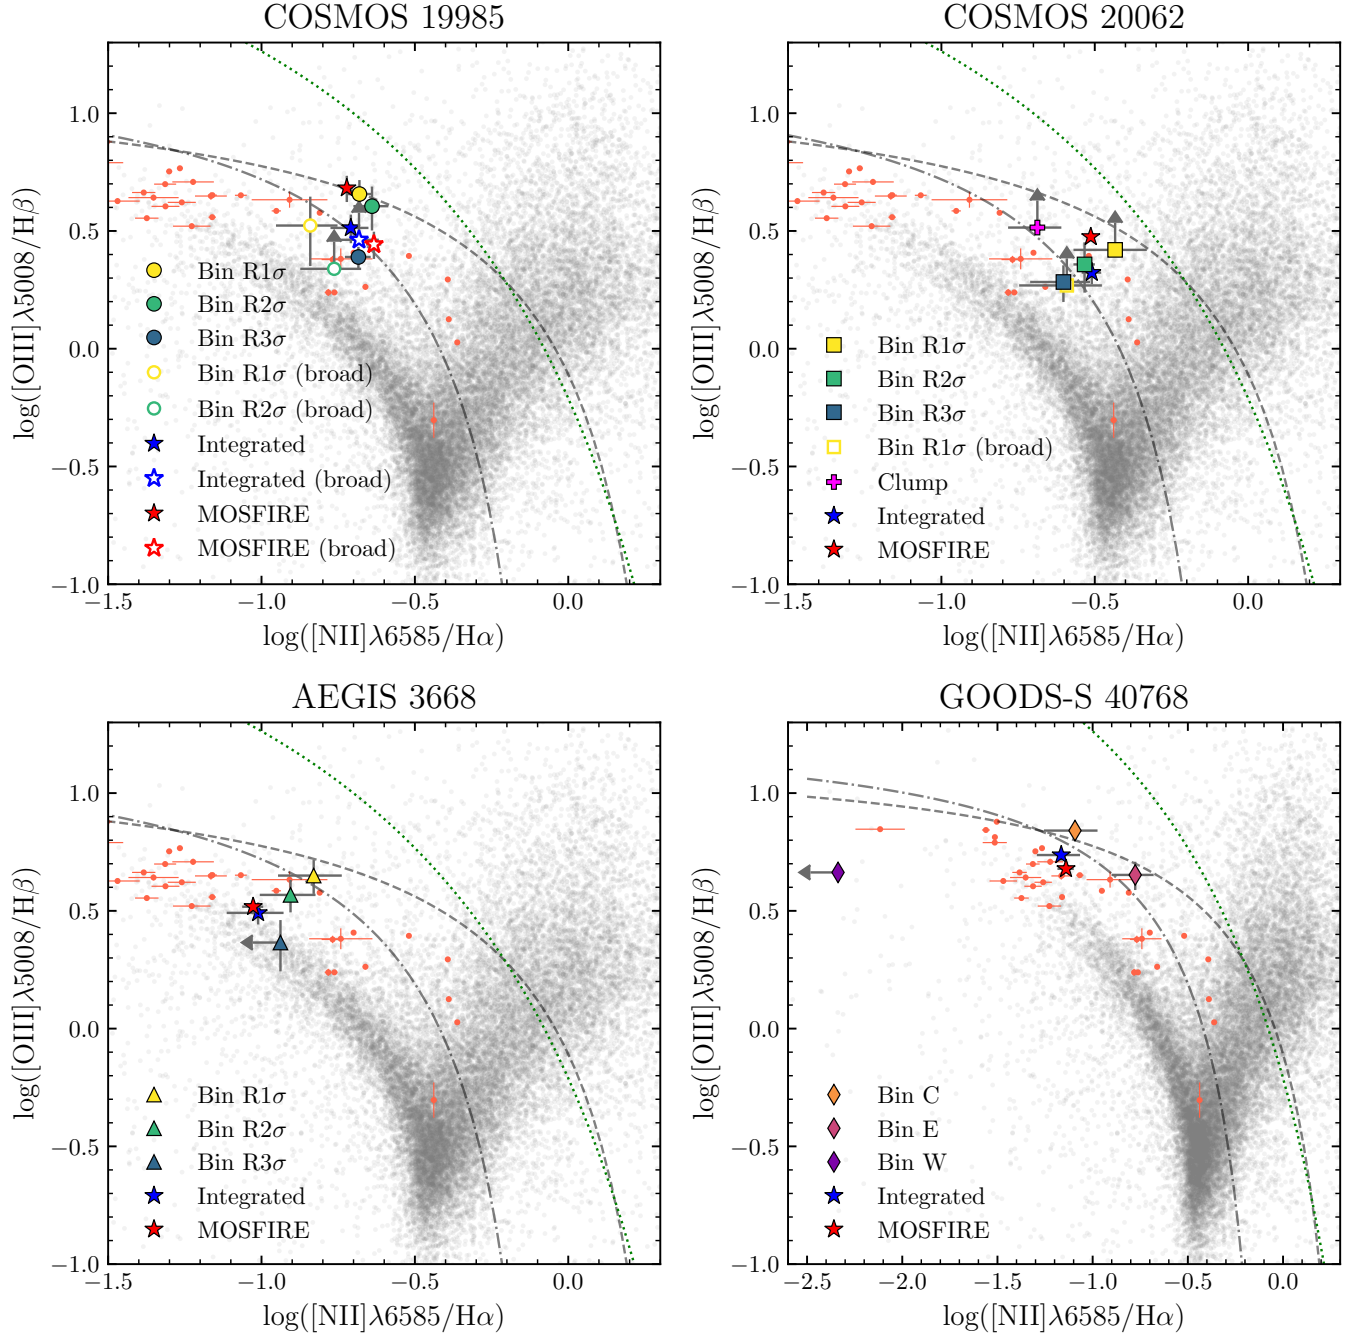 COSMOS 19985
log([OIII]λ5008/Hβ)
1.0
0.5
0.0
−0.5
−1.0
Bin R1σ
Bin R2σ
Bin R3σ
Bin R1σ (broad)
Bin R2σ (broad)
Integrated
Integrated (broad)
MOSFIRE
MOSFIRE (broad)
−1.5 −1.0 −0.5 0.0
log([NII]λ6585/Hα)
COSMOS 20062
log([OIII]λ5008/Hβ)
1.0
0.5
0.0
−0.5
−1.0
Bin R1σ
Bin R2σ
Bin R3σ
Bin R1σ (broad)
Clump
Integrated
MOSFIRE
−1.5 −1.0 −0.5 0.0
log([NII]λ6585/Hα)
AEGIS 3668
log([OIII]λ5008/Hβ)
1.0
0.5
0.0
−0.5
−1.0
Bin R1σ
Bin R2σ
Bin R3σ
Integrated
MOSFIRE
−1.5 −1.0 −0.5 0.0
log([NII]λ6585/Hα)
GOODS-S 40768
log([OIII]λ5008/Hβ)
1.0
0.5
0.0
−0.5
−1.0
Bin C
Bin E
Bin W
Integrated
MOSFIRE
−2.5 −2.0 −1.5 −1.0 −0.5 0.0
log([NII]λ6585/Hα)